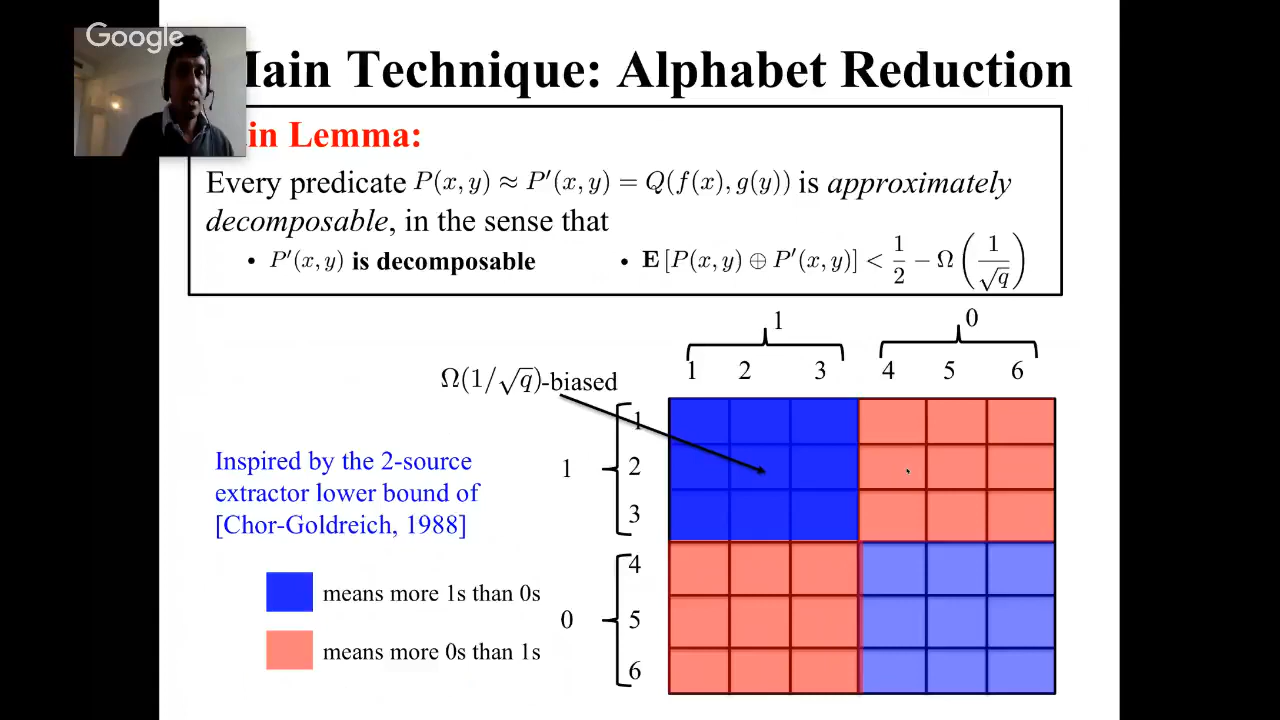 Google
ain Technique: Alphabet Reduction
in Lemma:
Every predicate P(x, y) ≈ P′(x, y) = Q(f(x), g(y)) is approximately
decomposable, in the sense that
• P′(x, y) is decomposable
• E [P(x, y) ⊕ P′(x, y)] < 1/2 − Ω (1/√q)
1 0
1 2 3 4 5 6
Ω(1/√q)-biased
1
2
3
1
4
5
6
0
Inspired by the 2-source
extractor lower bound of
[Chor-Goldreich, 1988]
means more 1s than 0s
means more 0s than 1s